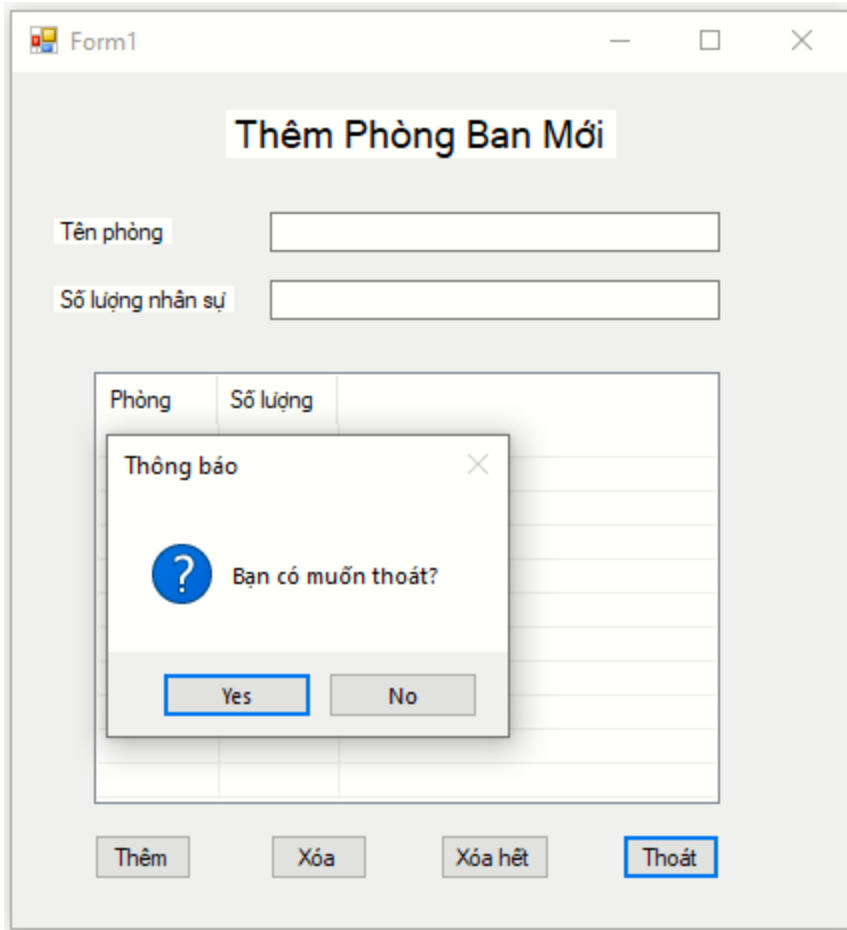 Form1
Thêm Phòng Ban Mới
Tên phòng
Số lượng nhân sự
Phòng Số lượng
Thông báo
Bạn có muốn thoát?
Yes No
Thêm Xóa Xóa hết Thoát